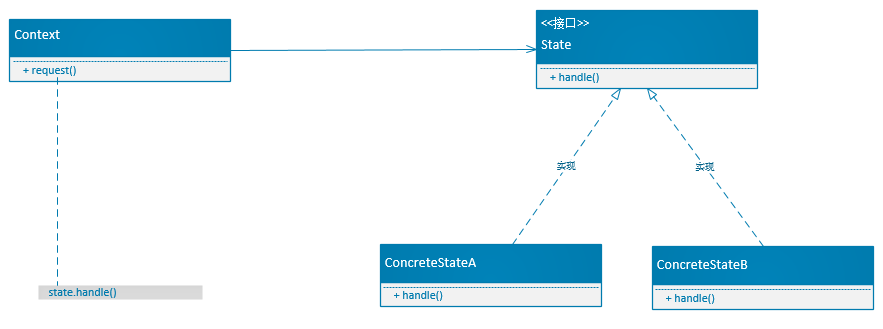 Context
+ request()
<<接口>>
State
+ handle()
实现
实现
ConcreteStateA
+ handle()
ConcreteStateB
+ handle()
state.handle()